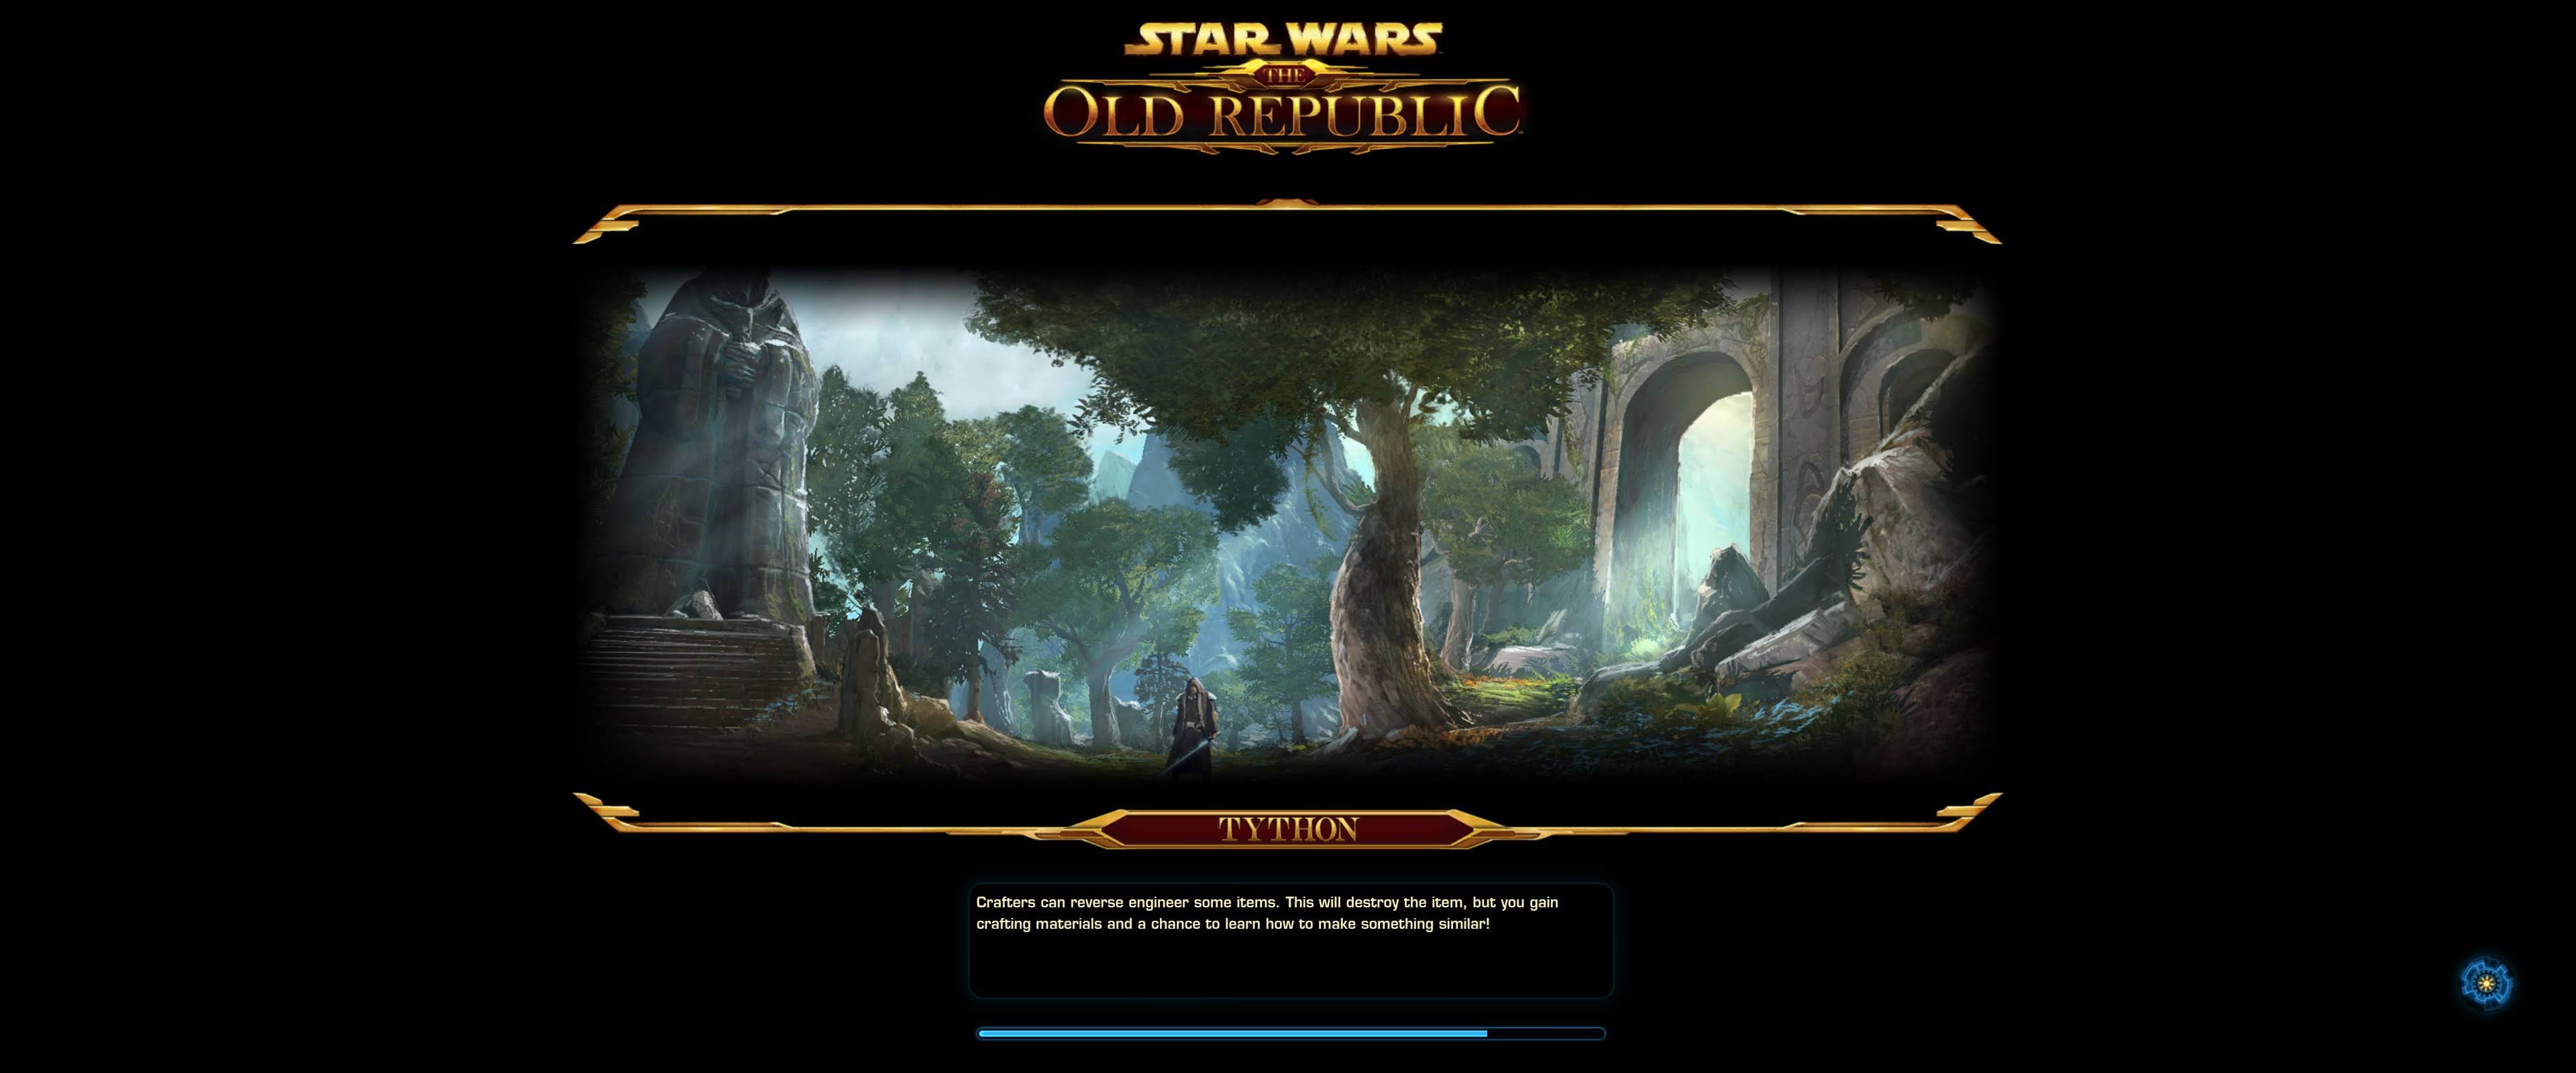 STAR WARS
THE
OLD REPUBLIC
TYTHON
Crafters can reverse engineer some items. This will destroy the item, but you gain
crafting materials and a chance to learn how to make something similar!